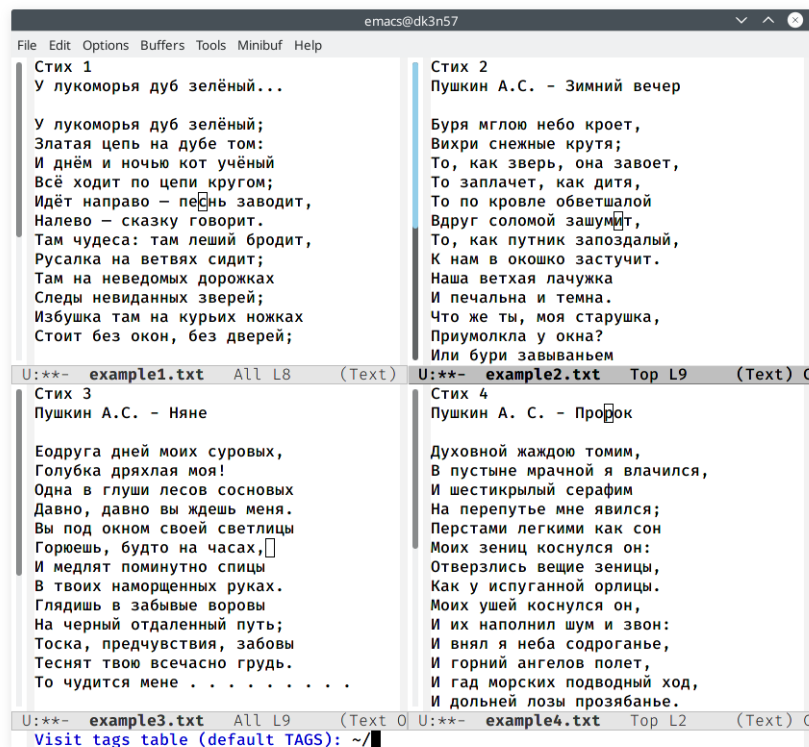 emacs@dk3n57
File Edit Options Buffers Tools Minibuf Help
Стих 1
У лукоморья дуб зелёный...
У лукоморья дуб зелёный;
Златая цепь на дубе том:
И днём и ночью кот учёный
Всё ходит по цепи кругом;
Идёт направо — песнь заводит,
Налево — сказку говорит.
Там чудеса: там леший бродит,
Русалка на ветвях сидит;
Там на неведомых дорожках
Следы невиданных зверей;
Избушка там на курьих ножках
Стоит без окон, без дверей;
U:**-  example1.txt   All L8   (Text)
Стих 2
Пушкин А.С. - Зимний вечер
Буря мглою небо кроет,
Вихри снежные крутя;
То, как зверь, она завоет,
То заплачет, как дитя,
То по кровле обветшалой
Вдруг соломой зашумит,
То, как путник запоздалый,
К нам в окошко застучит.
Наша ветхая лачужка
И печальна и темна.
Что же ты, моя старушка,
Приумолкла у окна?
Или бури завываньем
U:**-  example2.txt   Top L9   (Text)
Стих 3
Пушкин А.С. - Няне
Еодруга дней моих суровых,
Голубка дряхлая моя!
Одна в глуши лесов сосновых
Давно, давно вы ждешь меня.
Вы под окном своей светлицы
Горюешь, будто на часах,
И медлят поминутно спицы
В твоих наморщенных руках.
Глядишь в забывые воровы
На черный отдаленный путь;
Тоска, предчувствия, забовы
Теснят твою всечасно грудь.
То чудится мене . . . . . . . . .
U:**-  example3.txt   All L9   (Text O
Стих 4
Пушкин А. С. - Пророк
Духовной жаждою томим,
В пустыне мрачной я влачился,
И шестикрылый серафим
На перепутье мне явился;
Перстами легкими как сон
Моих зениц коснулся он:
Отверзлись вещие зеницы,
Как у испуганной орлицы.
Моих ушей коснулся он,
И их наполнил шум и звон:
И внял я неба содроганье,
И горний ангелов полет,
И гад морских подводный ход,
И дольней лозы прозябанье.
U:**-  example4.txt   Top L2   (Text)
Visit tags table (default TAGS): ~/